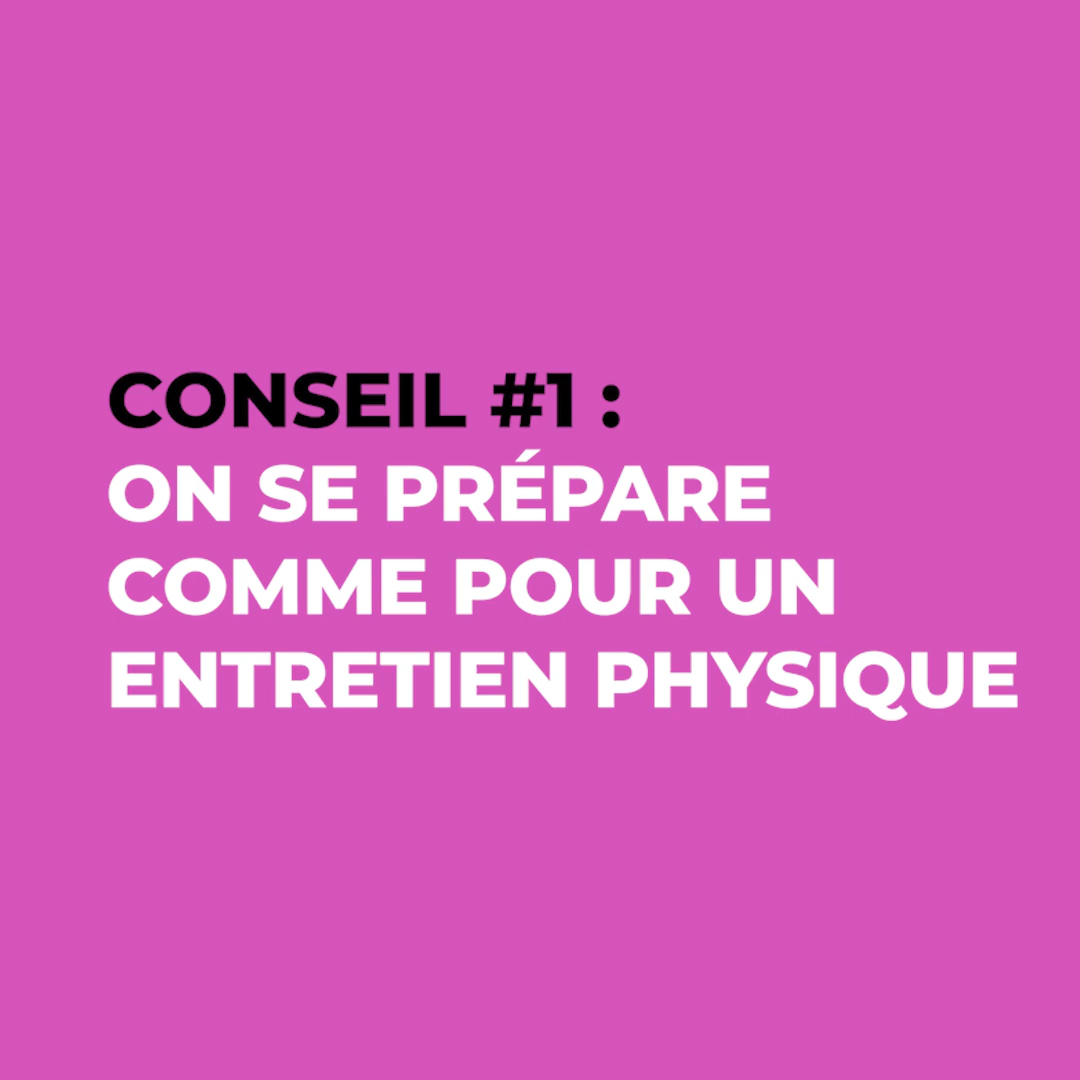 CONSEIL #1 :
ON SE PRÉPARE
COMME POUR UN
ENTRETIEN PHYSIQUE